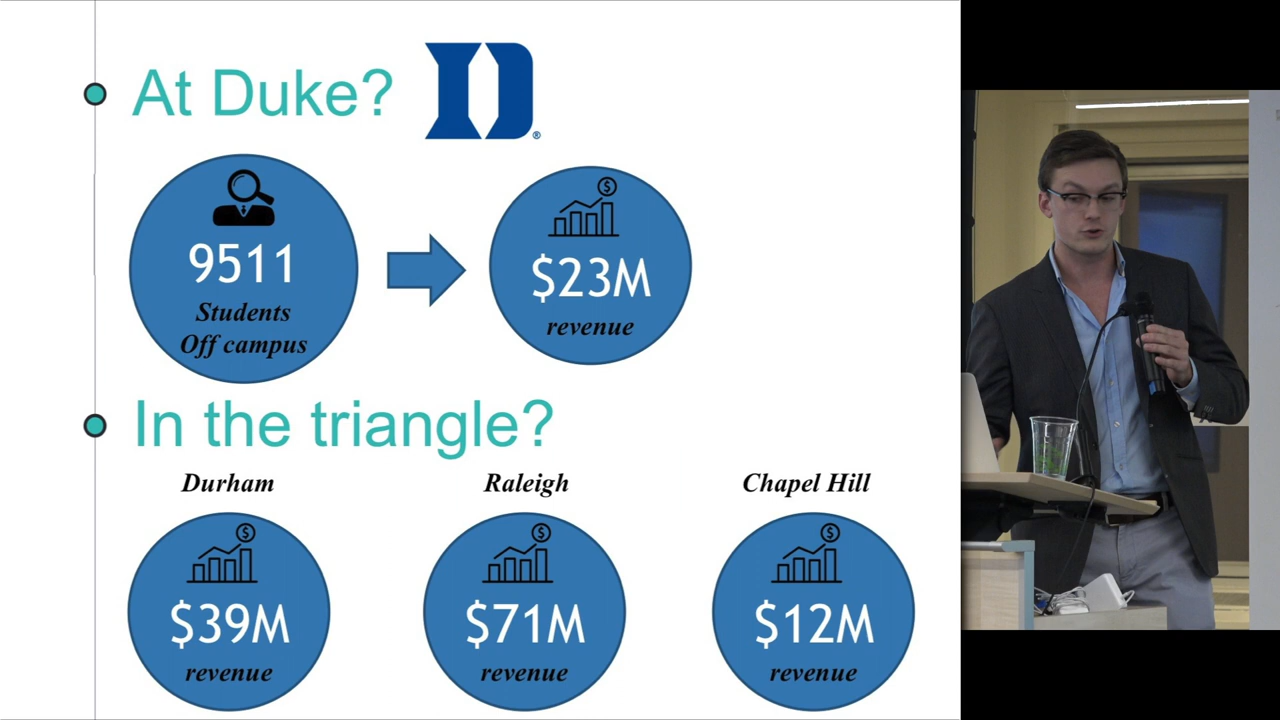 At Duke?
D
®
$
9511
$23M
Students
revenue
Off campus
In the triangle?
Durham
Raleigh
Chapel Hill
$
$
$
$39M
$71M
$12M
revenue
revenue
revenue